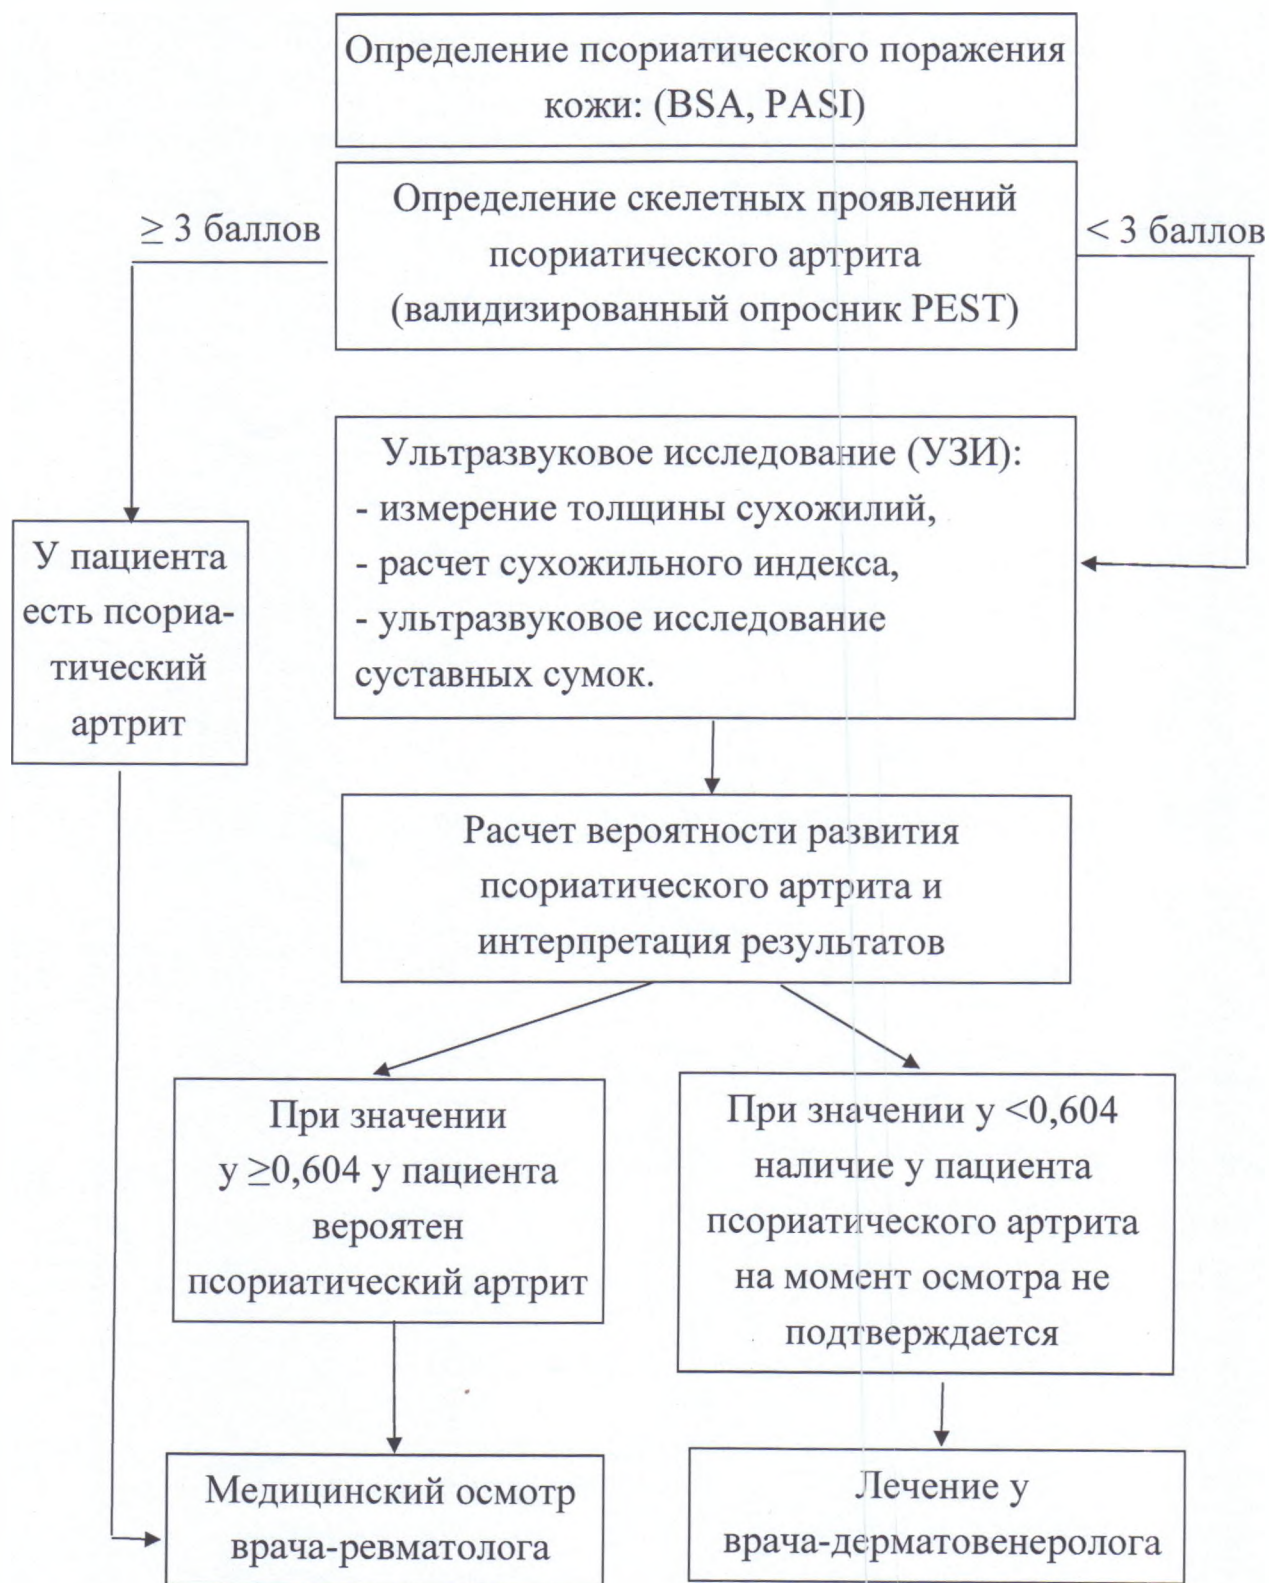 Определение псориатического поражения
кожи: (BSA, PASI)
Определение скелетных проявлений
псориатического артрита
(валидизированный опросник PEST)
≥ 3 баллов
< 3 баллов
Ультразвуковое исследование (УЗИ):
- измерение толщины сухожилий,
- расчет сухожильного индекса,
- ультразвуковое исследование
суставных сумок.
У пациента
есть псориа-
тический
артрит
Расчет вероятности развития
псориатического артрита и
интерпретация результатов
При значении
у ≥0,604 у пациента
вероятен
псориатический артрит
При значении у <0,604
наличие у пациента
псориатического артрита
на момент осмотра не
подтверждается
Медицинский осмотр
врача-ревматолога
Лечение у
врача-дерматовенеролога